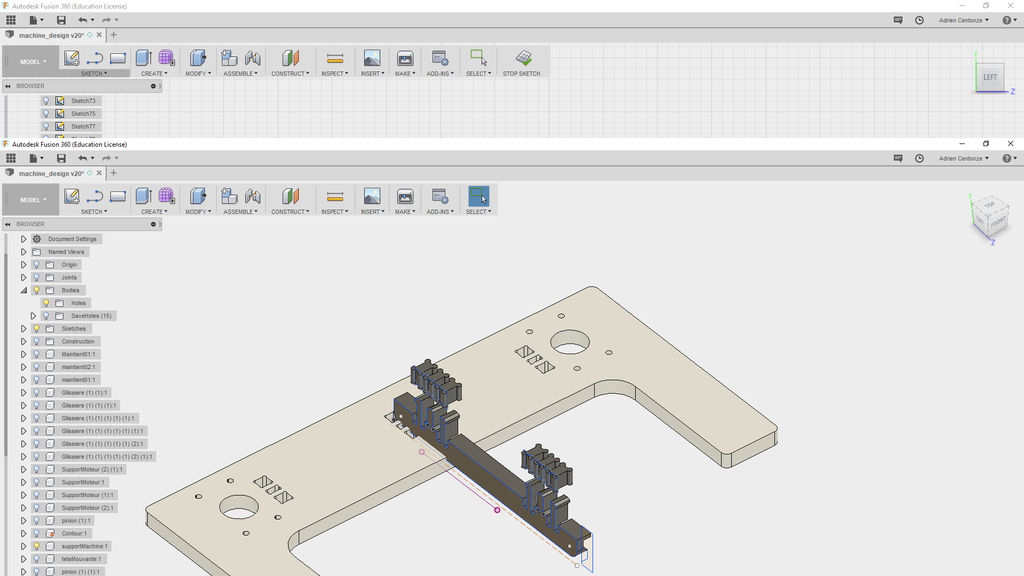 Autodesk Fusion 360 (Education License)
Adrien Centonze
machine_design v20*
MODEL
SKETCH CREATE MODIFY ASSEMBLE CONSTRUCT INSPECT INSERT MAKE ADD-INS SELECT STOP SKETCH
BROWSER
LEFT
Z
Sketch73
Sketch75
Sketch77
Autodesk Fusion 360 (Education License)
Adrien Centonze
machine_design v20*
MODEL
SKETCH CREATE MODIFY ASSEMBLE CONSTRUCT INSPECT INSERT MAKE ADD-INS SELECT
BROWSER
TOP
FRONT
Z
Document Settings
Named Views
Origin
Joints
Bodies
Holes
SaveHoles (15)
Sketches
Construction
Maintient01:1
maintient02:1
maintient01:1
Glissiere (1) (1):1
Glissiere (1) (1) (1):1
Glissiere (1) (1) (1) (1) (1):1
Glissiere (1) (1) (1) (1) (1) (1):1
Glissiere (1) (1) (1) (1) (1) (2):1
Glissiere (1) (1) (1) (1) (1) (2) (1):1
SupportMoteur (2) (1):1
SupportMoteur:1
SupportMoteur (1):1
SupportMoteur (2):1
pinion (1):1
Contour:1
supportMachine:1
teteMouvante:1
pinion (1) (1):1